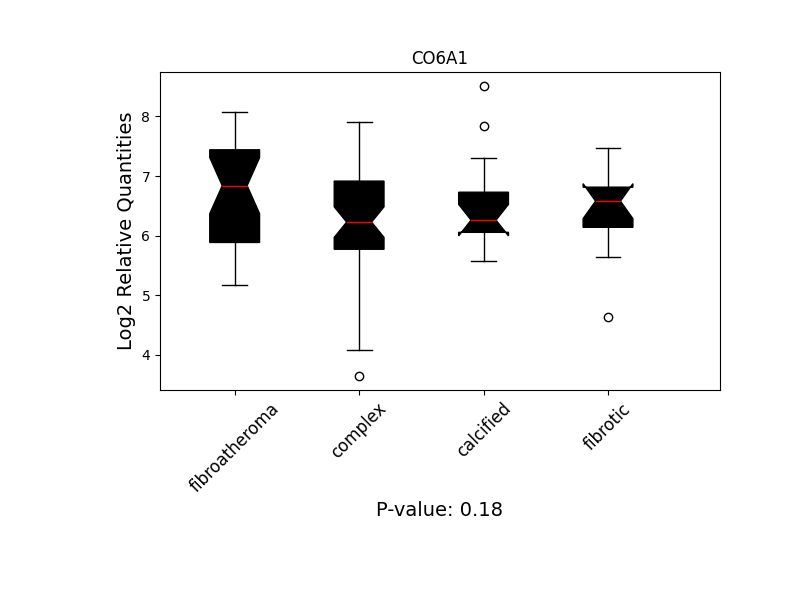 CO6A1
Log2 Relative Quantities
8
7
6
5
4
fibroatheroma
complex
calcified
fibrotic
P-value: 0.18